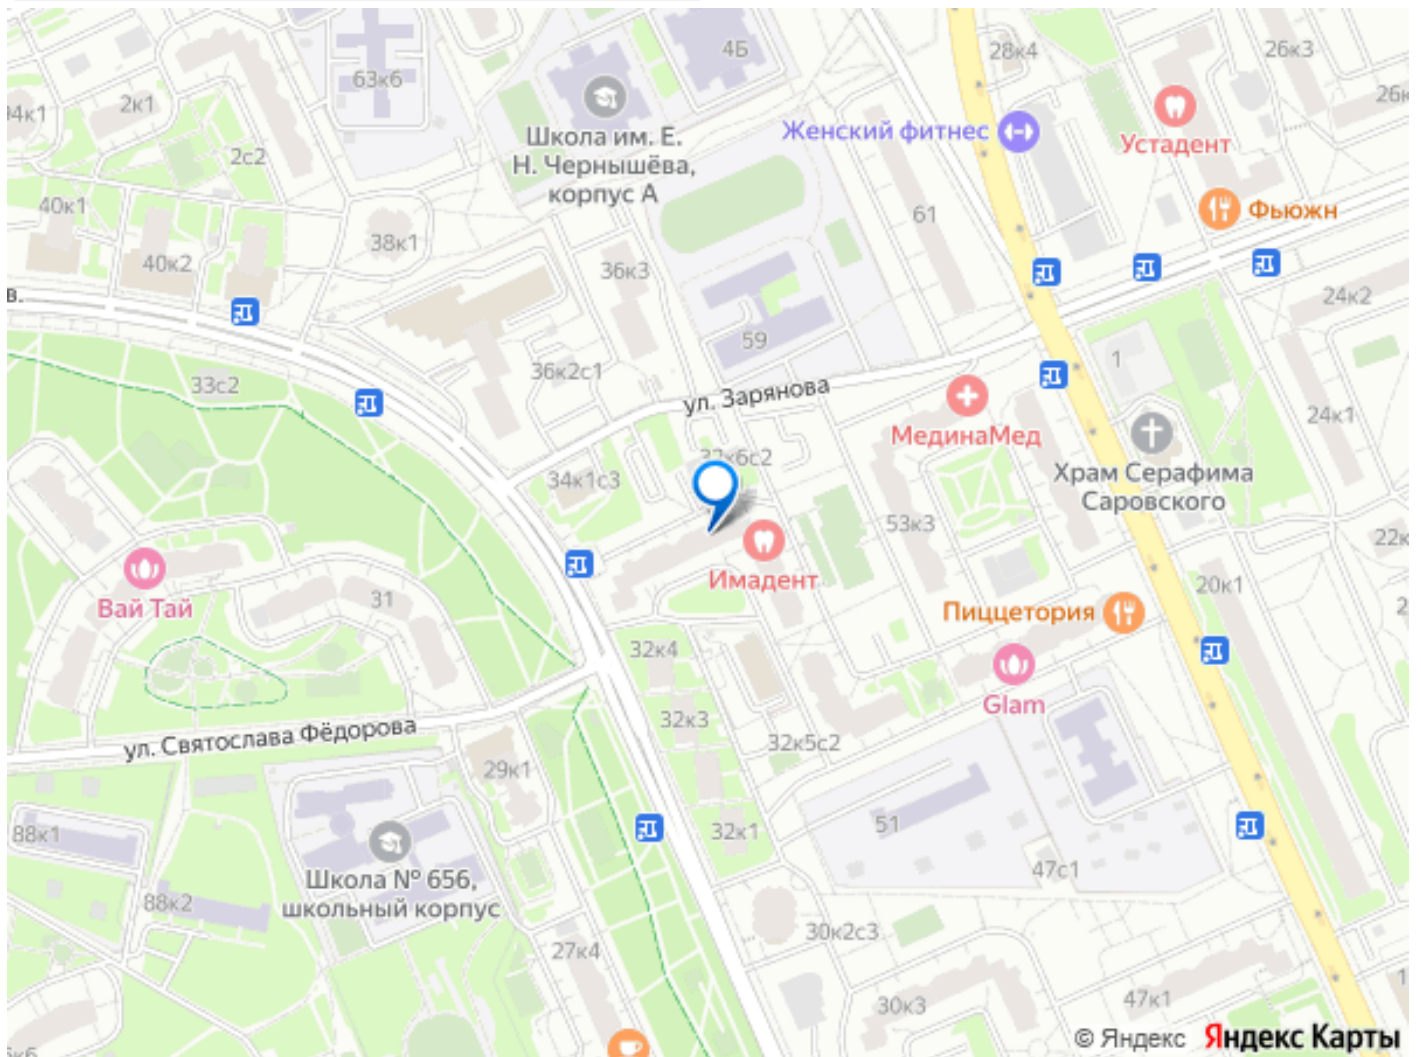 4Б
28к4
26к3
63к6
2к1
Женский фитнес
Устадент
Школа им. Е.
Н. Чернышёва,
корпус А
2с2
40к1
61
Фьюжн
38к1
40к2
36к3
24к2
в.
59
1
36к2с1
33с2
ул. Зарянова
24к1
МединаМед
Храм Серафима
Саровского
34к1с3
53к3
Имадент
20к1
Вай Тай
31
Пиццетория
32к4
Glam
32к3
ул. Святослава Фёдорова
32к5с2
29к1
51
32к1
88к1
47с1
Школа № 656,
школьный корпус
88к2
30к2с3
27к4
30к3
47к1
© Яндекс Яндекс Карты